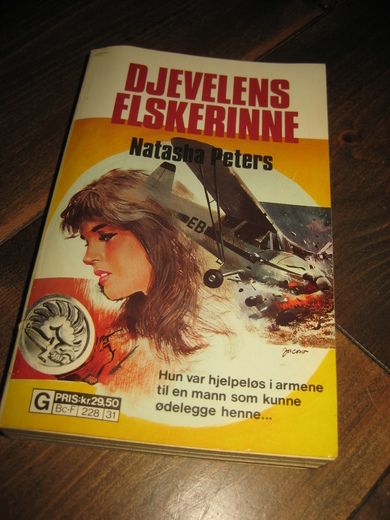 DJEVELENS
ELSKERINNE
Natasha Peters
EB
Hun var hjelpeløs i armene
til en mann som kunne
ødelegge henne...
G PRIS:kr.29,50
Bc-F 228 31